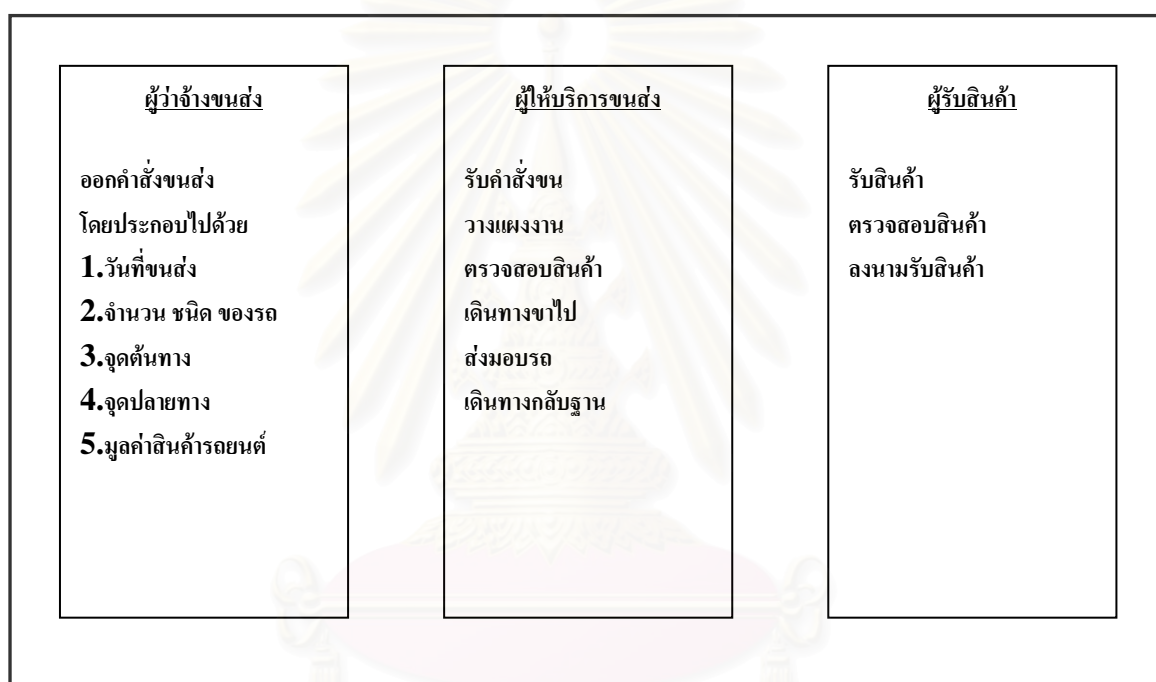 ผู้ว่าจ้างขนส่ง
ออกคำสั่งขนส่ง
โดยประกอบไปด้วย
1.วันที่ขนส่ง
2.จำนวน ชนิด ของรถ
3.จุดต้นทาง
4.จุดปลายทาง
5.มูลค่าสินค้ารถยนต์
ผู้ให้บริการขนส่ง
รับคำสั่งขน
วางแผงงาน
ตรวจสอบสินค้า
เดินทางขาไป
ส่งมอบรถ
เดินทางกลับฐาน
ผู้รับสินค้า
รับสินค้า
ตรวจสอบสินค้า
ลงนามรับสินค้า